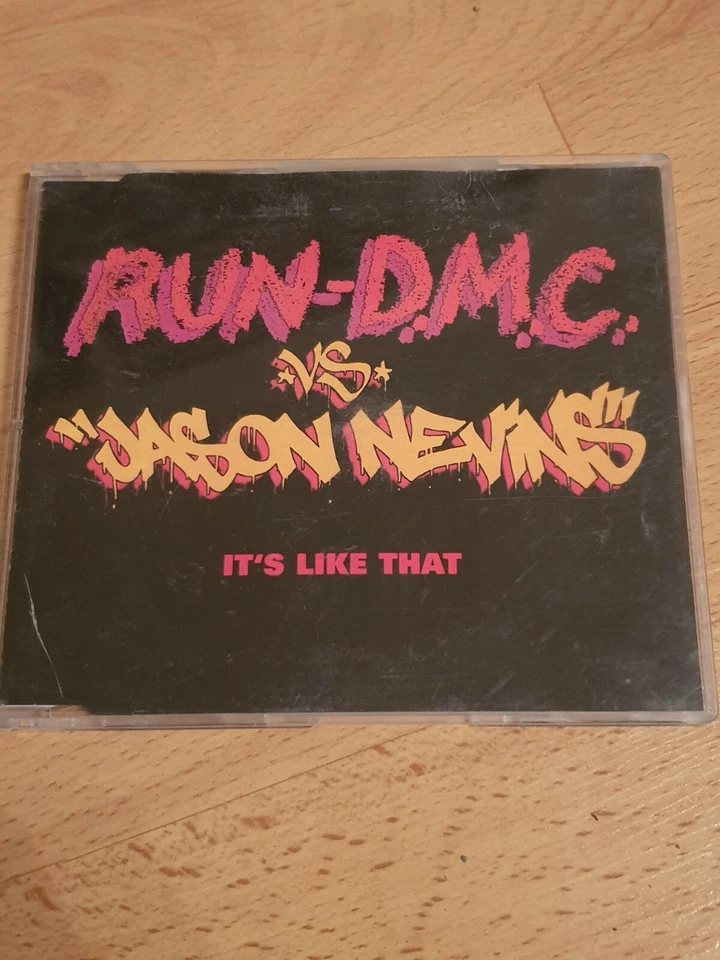 RUN-D.M.C.
VS.
"JASON NEVINS"
IT'S LIKE THAT